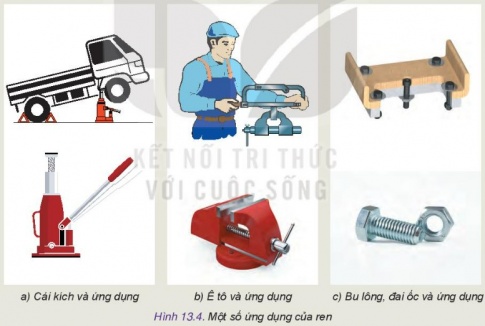 KẾT NỐI TRI THỨC
VỚI CUỘC SỐNG
a) Cái kích và ứng dụng
b) Ê tô và ứng dụng
c) Bu lông, đai ốc và ứng dụng
Hình 13.4. Một số ứng dụng của ren